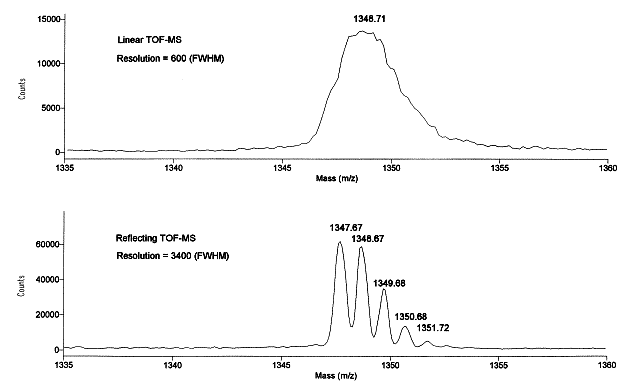 15000
1348.71
Linear TOF-MS
Resolution = 600 (FWHM)
10000
Counts
5000
0
1335 1340 1345 1350 1355 1360
Mass (m/z)
Reflecting TOF-MS
Resolution = 3400 (FWHM)
1347.67
1348.67
60000
Counts
40000
1349.68
20000
1350.68
1351.72
0
1335 1340 1345 1350 1355 1360
Mass (m/z)